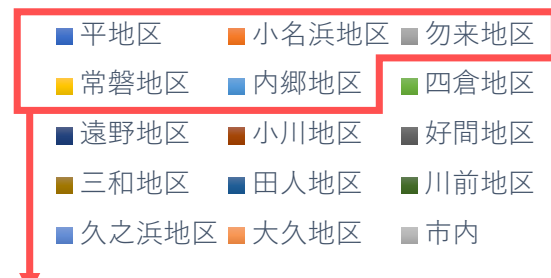 平地区 小名浜地区 勿来地区
常磐地区 内郷地区 四倉地区
遠野地区 小川地区 好間地区
三和地区 田人地区 川前地区
久之浜地区 大久地区 市内